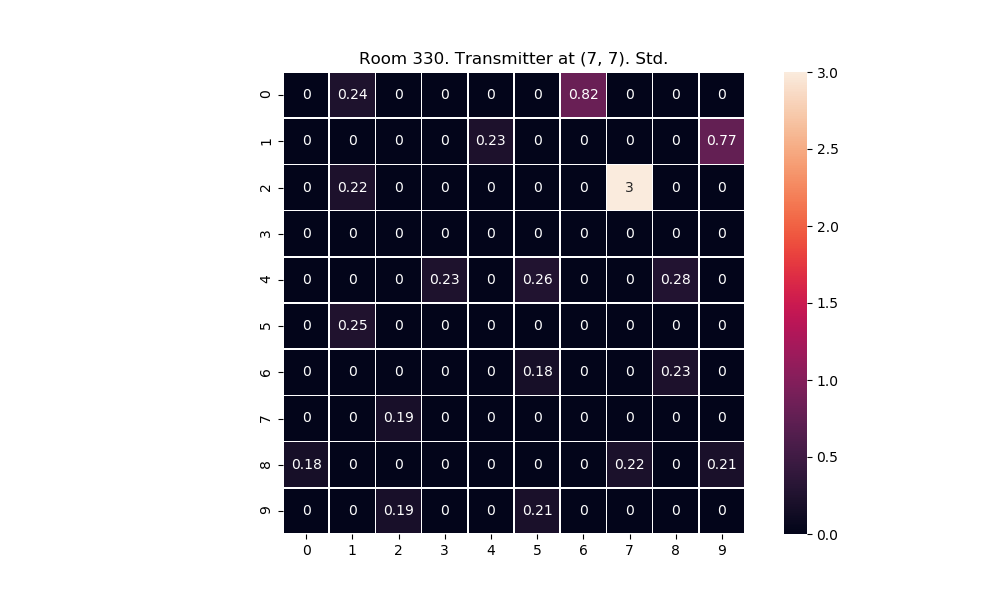 Room 330. Transmitter at (7, 7). Std.
0 0 0.24 0 0 0 0 0.82 0 0 0
1 0 0 0 0 0.23 0 0 0 0 0.77
2 0 0.22 0 0 0 0 0 3 0 0
3 0 0 0 0 0 0 0 0 0 0
4 0 0 0 0.23 0 0.26 0 0 0.28 0
5 0 0.25 0 0 0 0 0 0 0 0
6 0 0 0 0 0 0.18 0 0 0.23 0
7 0 0 0.19 0 0 0 0 0 0 0
8 0.18 0 0 0 0 0 0 0.22 0 0.21
9 0 0 0.19 0 0 0.21 0 0 0 0
0 1 2 3 4 5 6 7 8 9
3.0
2.5
2.0
1.5
1.0
0.5
0.0